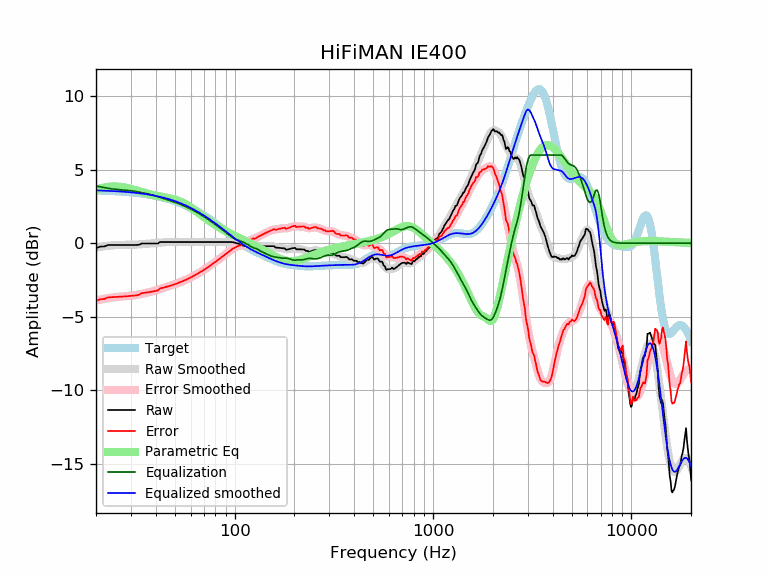 HiFiMAN IE400
Amplitude (dBr)
10
5
0
−5
−10
−15
Target
Raw Smoothed
Error Smoothed
Raw
Error
Parametric Eq
Equalization
Equalized smoothed
100
1000
10000
Frequency (Hz)